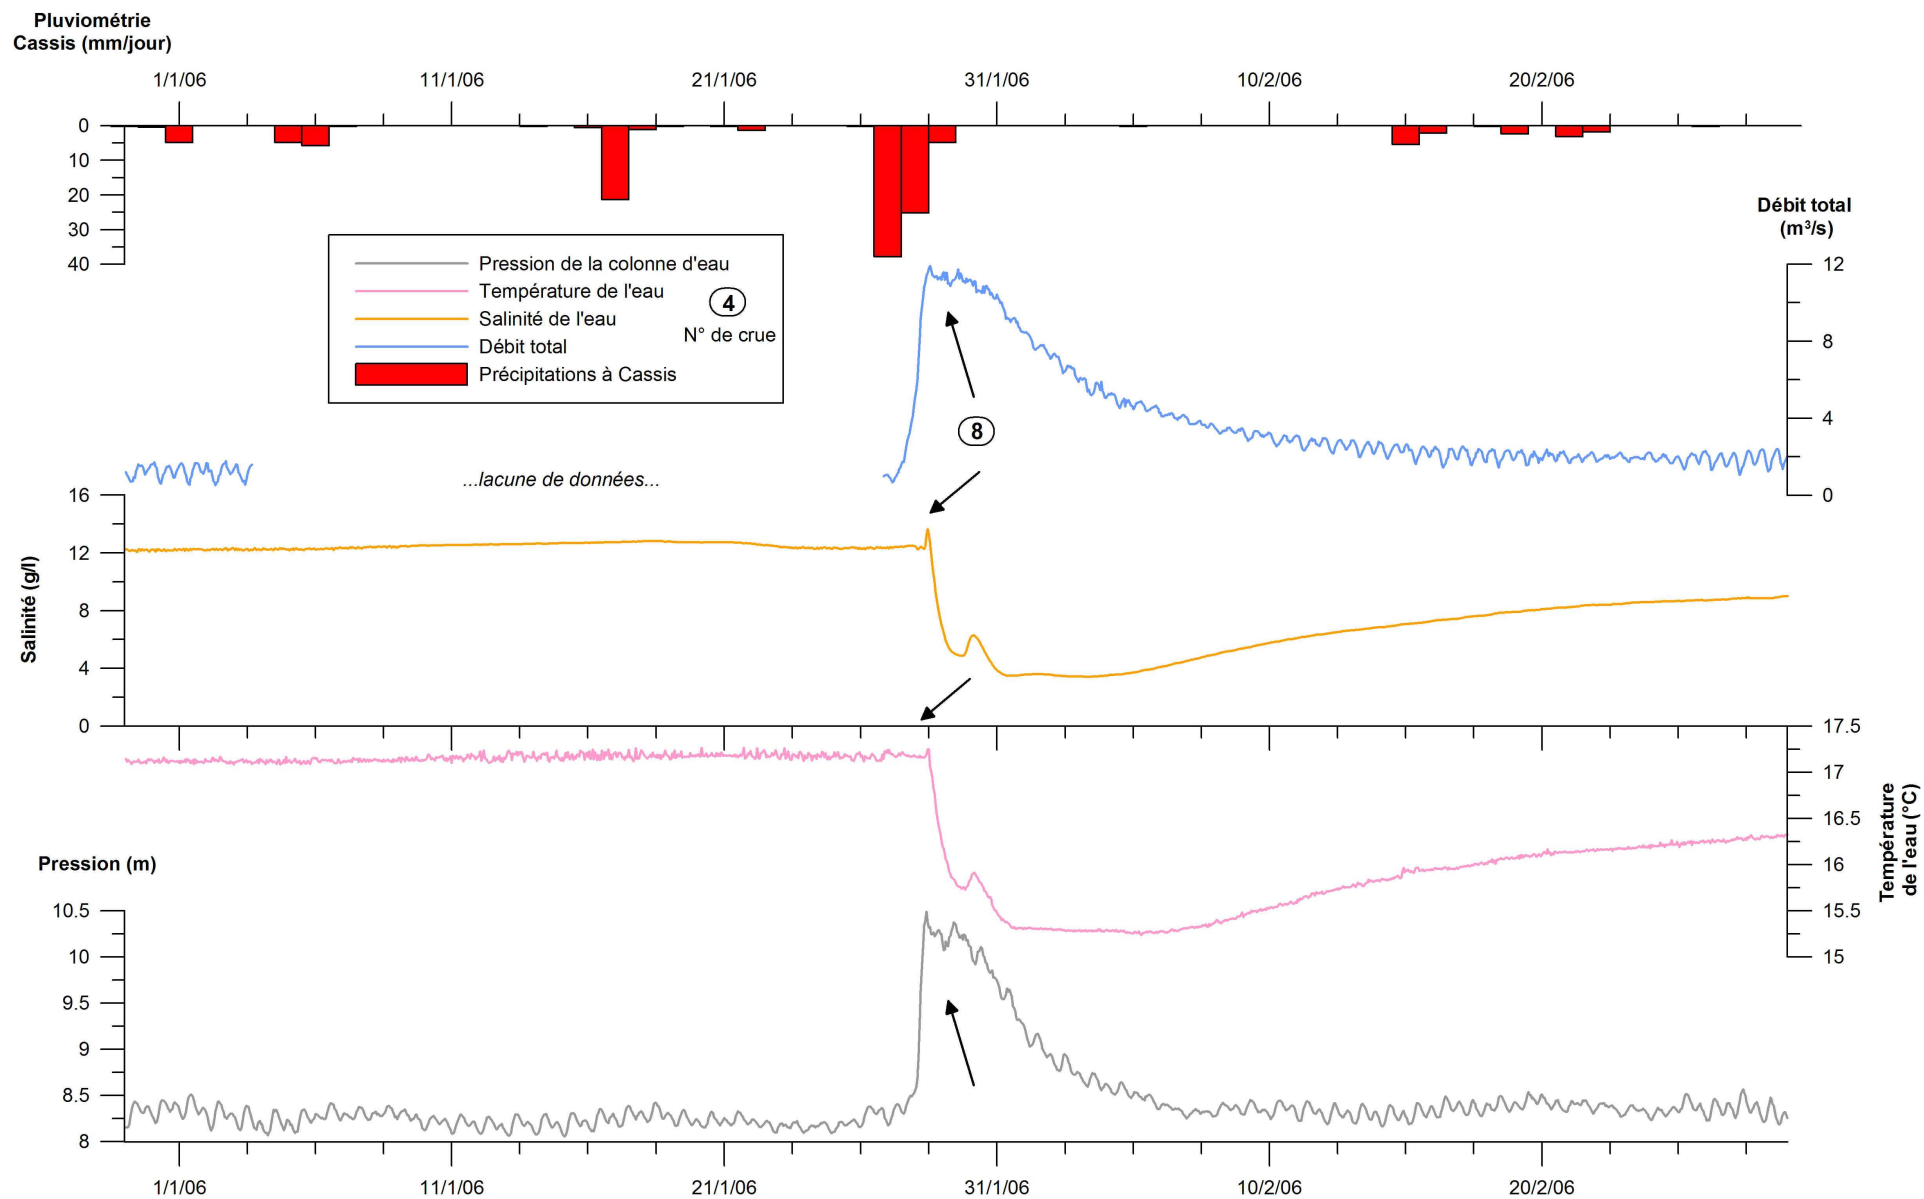 Pluviométrie
Cassis (mm/jour)
1/1/06
11/1/06
21/1/06
31/1/06
10/2/06
20/2/06
0
10
20
30
40
Débit total
(m³/s)
12
8
4
0
Pression de la colonne d'eau
Température de l'eau
Salinité de l'eau
Débit total
Précipitations à Cassis
4
N° de crue
8
...lacune de données...
Salinité (g/l)
16
12
8
4
0
17.5
17
16.5
16
15.5
15
Température
de l'eau (°C)
Pression (m)
10.5
10
9.5
9
8.5
8
1/1/06
11/1/06
21/1/06
31/1/06
10/2/06
20/2/06